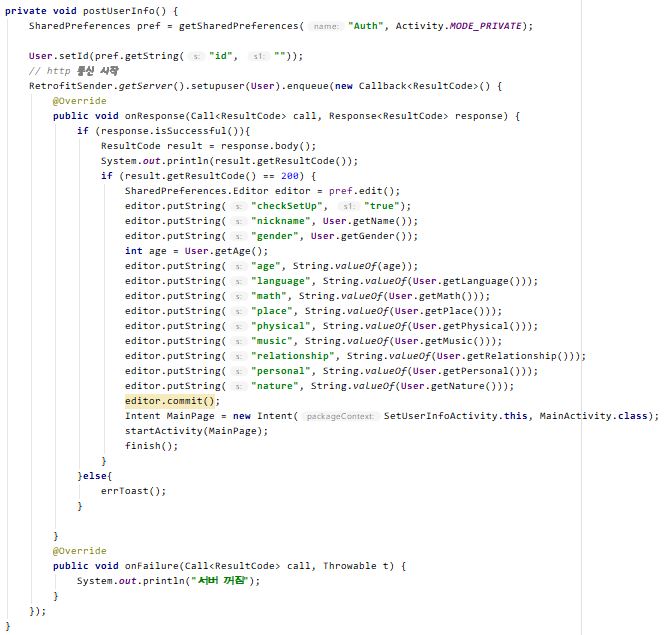 private void postUserInfo() {
SharedPreferences pref = getSharedPreferences( name: "Auth", Activity.MODE_PRIVATE);
User.setId(pref.getString( s: "id", s1: ""));
// http 통신 시작
RetrofitSender.getServer().setupuser(User).enqueue(new Callback<ResultCode>() {
@Override
public void onResponse(Call<ResultCode> call, Response<ResultCode> response) {
if (response.isSuccessful()){
ResultCode result = response.body();
System.out.println(result.getResultCode());
if (result.getResultCode() == 200) {
SharedPreferences.Editor editor = pref.edit();
editor.putString( s: "checkSetUp", s1: "true");
editor.putString( s: "nickname", User.getName());
editor.putString( s: "gender", User.getGender());
int age = User.getAge();
editor.putString( s: "age", String.valueOf(age));
editor.putString( s: "language", String.valueOf(User.getLanguage()));
editor.putString( s: "math", String.valueOf(User.getMath()));
editor.putString( s: "place", String.valueOf(User.getPlace()));
editor.putString( s: "physical", String.valueOf(User.getPhysical()));
editor.putString( s: "music", String.valueOf(User.getMusic()));
editor.putString( s: "relationship", String.valueOf(User.getRelationship()));
editor.putString( s: "personal", String.valueOf(User.getPersonal()));
editor.putString( s: "nature", String.valueOf(User.getNature()));
editor.commit();
Intent MainPage = new Intent( packageContext: SetUserInfoActivity.this, MainActivity.class);
startActivity(MainPage);
finish();
}
}else{
errToast();
}
}
@Override
public void onFailure(Call<ResultCode> call, Throwable t) {
System.out.println("서버 꺼짐");
}
});
}